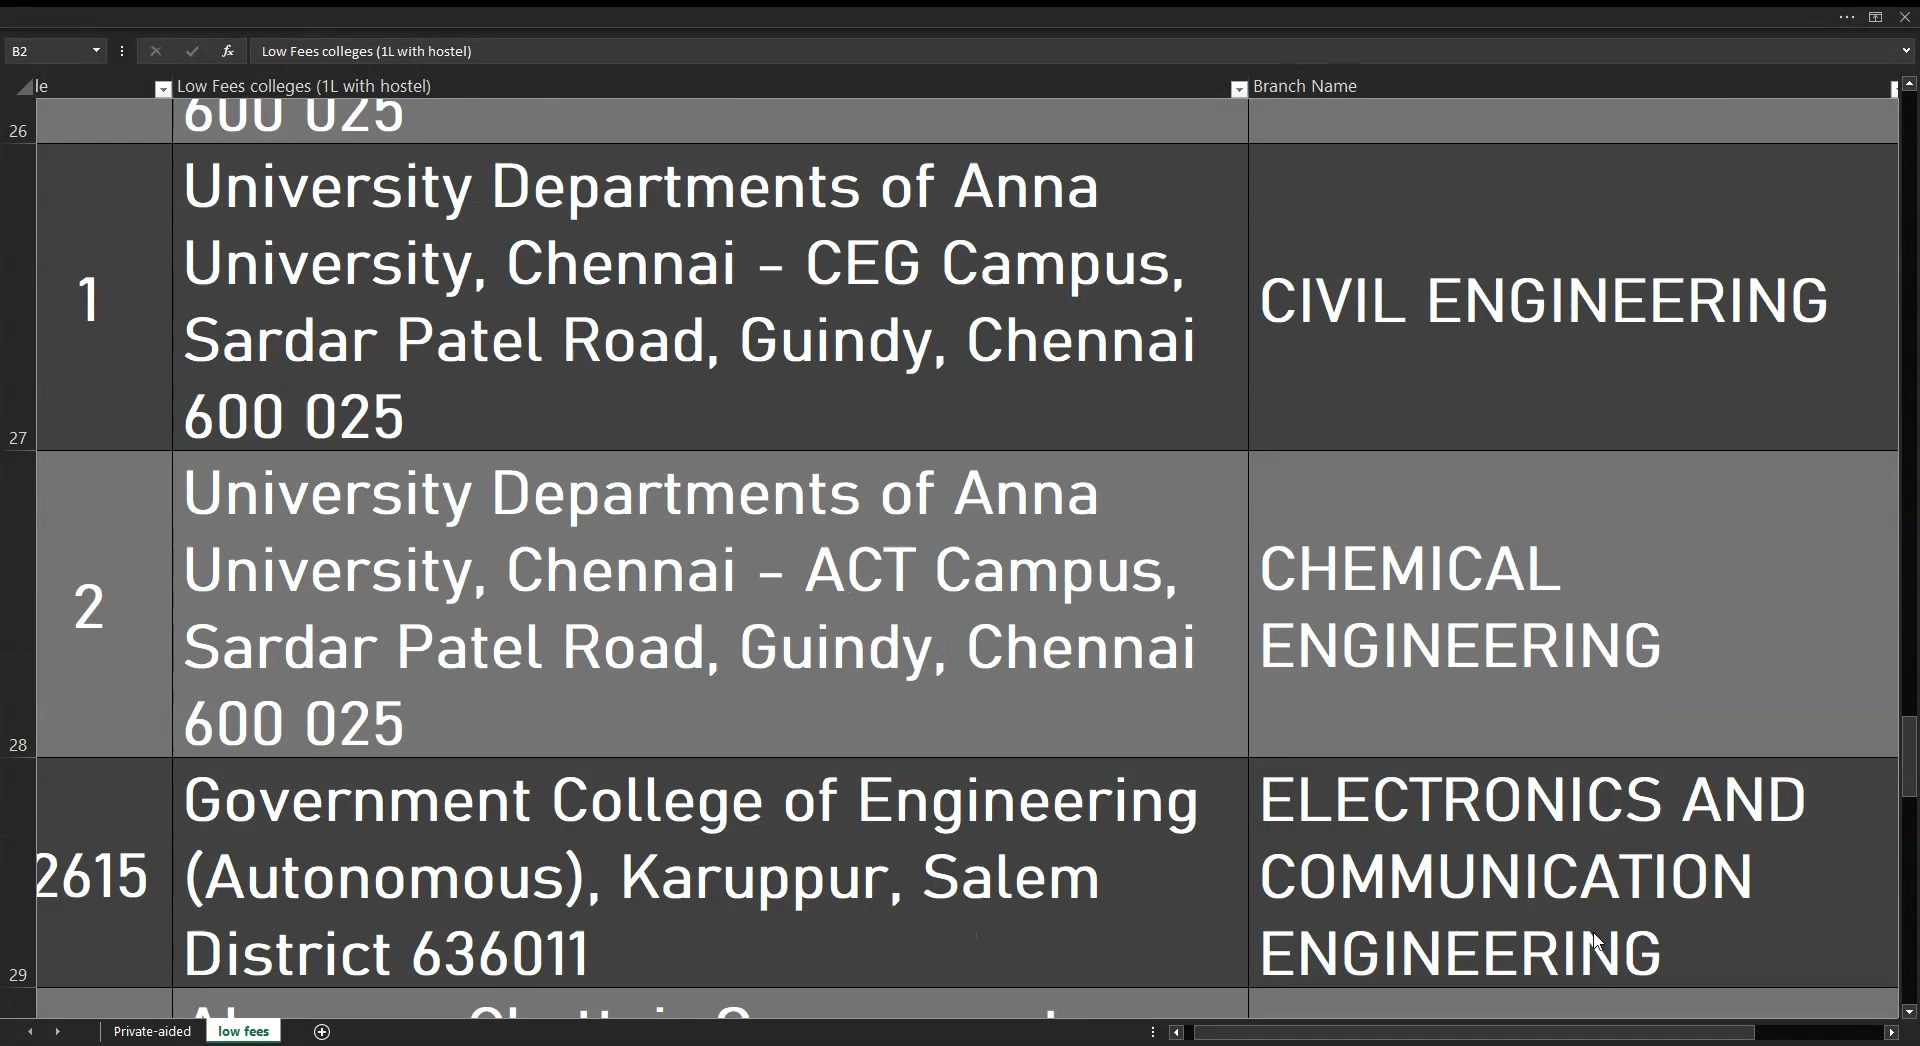 B2
fx
Low Fees colleges (1L with hostel)
le
Low Fees colleges (1L with hostel)
Branch Name
26
600 025
27
1
University Departments of Anna
University, Chennai - CEG Campus,
Sardar Patel Road, Guindy, Chennai
600 025
CIVIL ENGINEERING
28
2
University Departments of Anna
University, Chennai - ACT Campus,
Sardar Patel Road, Guindy, Chennai
600 025
CHEMICAL
ENGINEERING
29
2615
Government College of Engineering
(Autonomous), Karuppur, Salem
District 636011
ELECTRONICS AND
COMMUNICATION
ENGINEERING
Private-aided
low fees